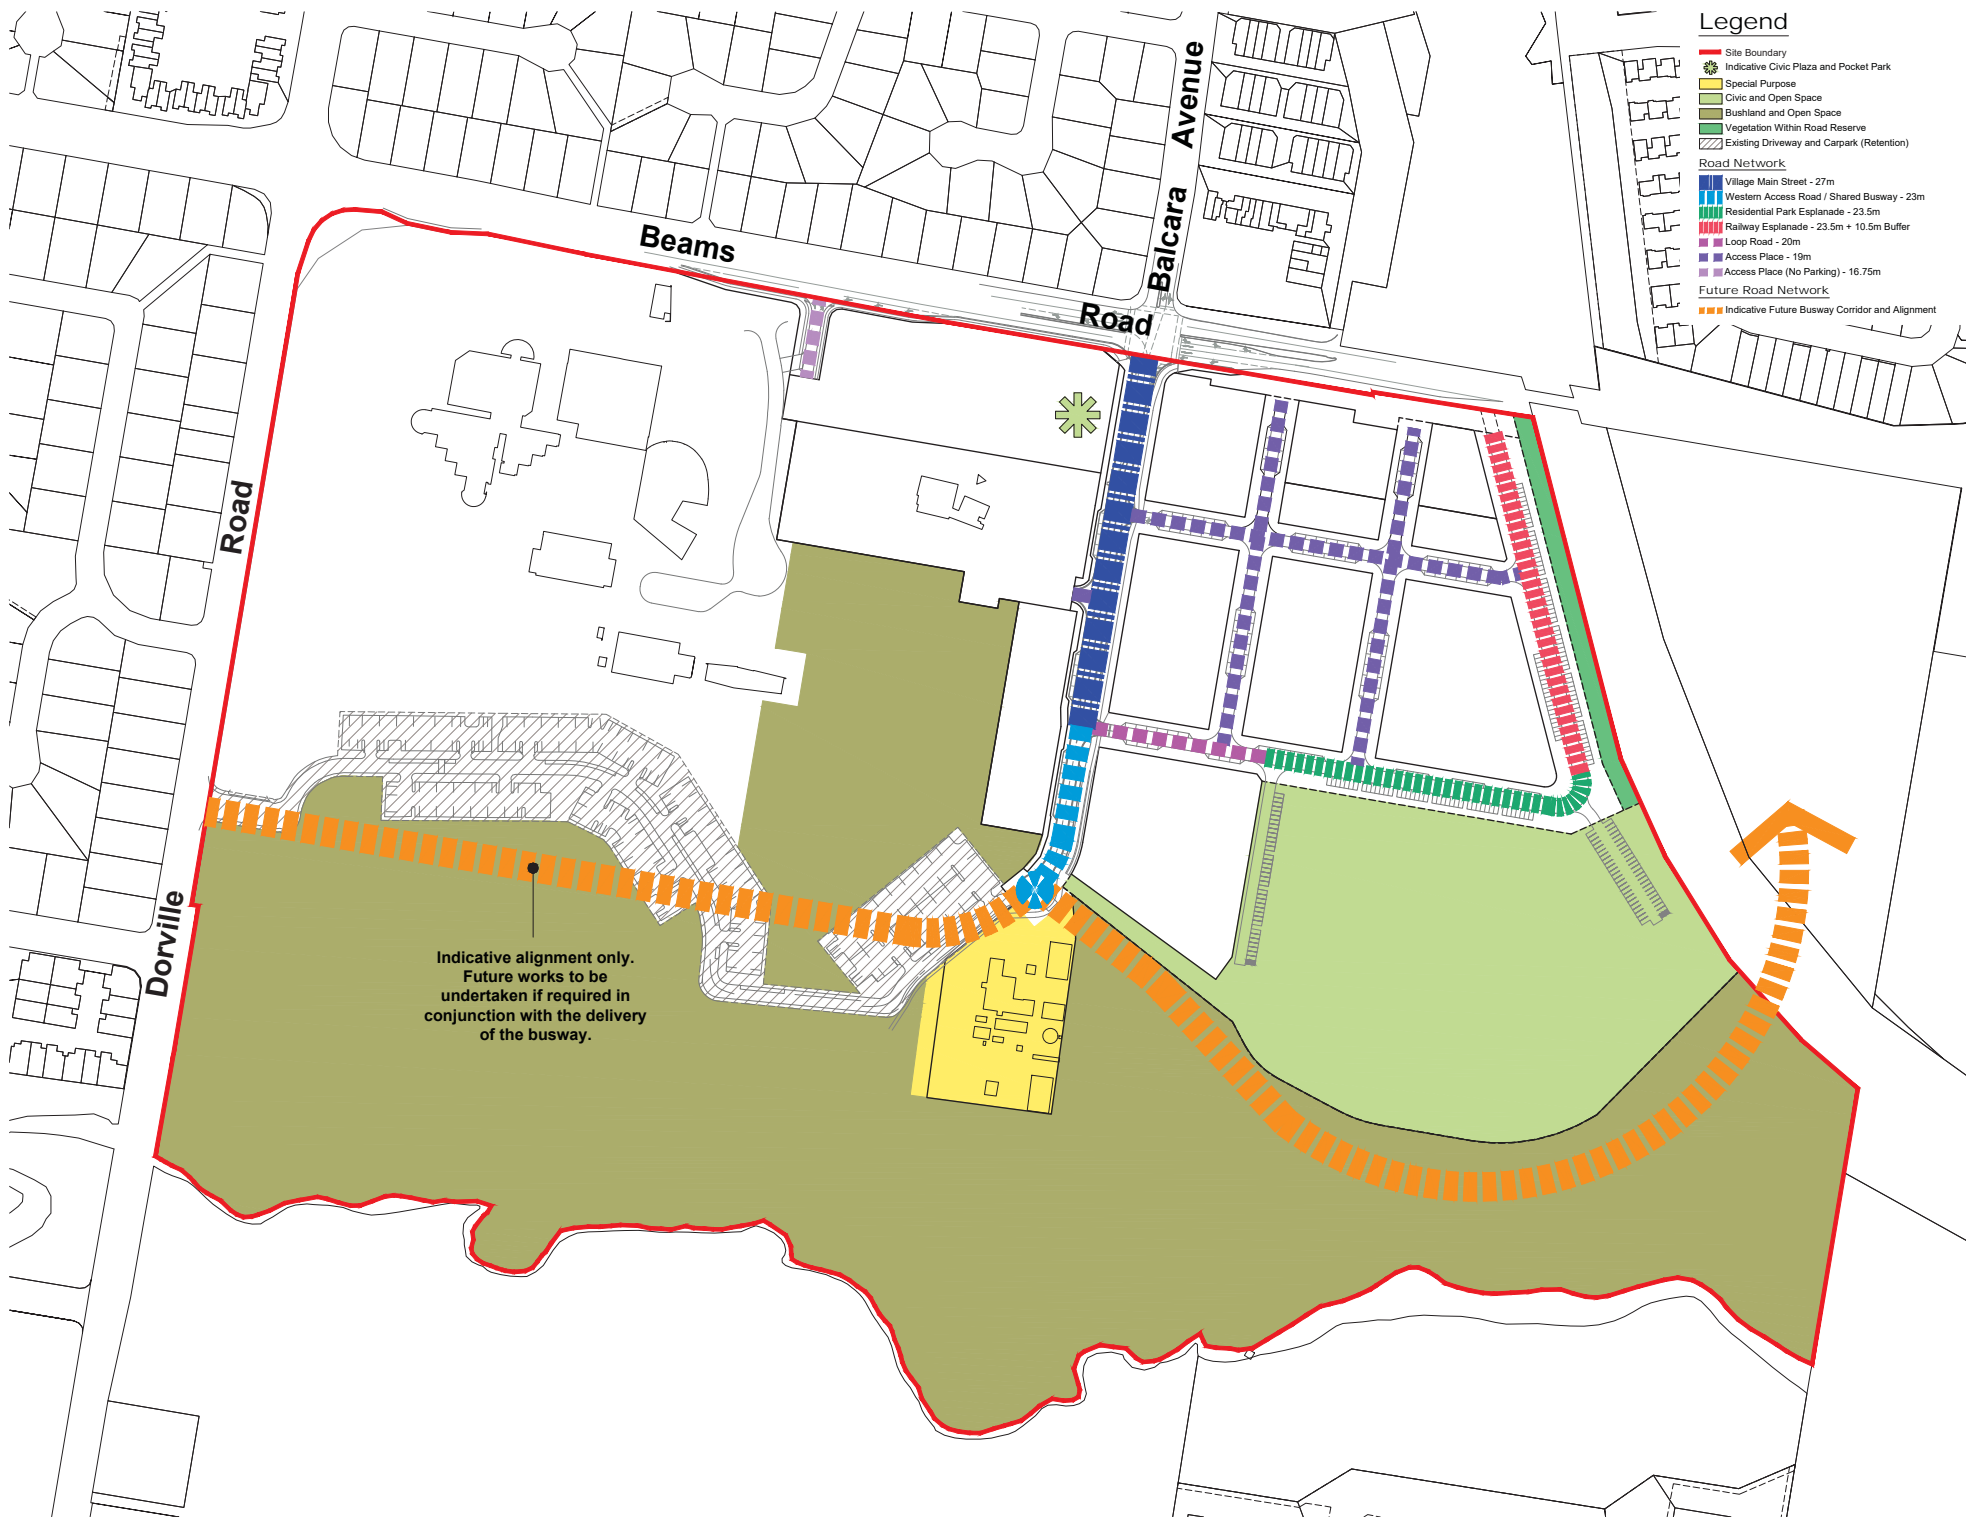 Legend
Site Boundary
Indicative Civic Plaza and Pocket Park
Special Purpose
Civic and Open Space
Bushland and Open Space
Vegetation Within Road Reserve
Existing Driveway and Carpark (Retention)
Road Network
Village Main Street - 27m
Western Access Road / Shared Busway - 23m
Residential Park Esplanade - 23.5m
Railway Esplanade - 23.5m + 10.5m Buffer
Loop Road - 20m
Access Place - 19m
Access Place (No Parking) - 16.75m
Future Road Network
Indicative Future Busway Corridor and Alignment
Balcara Avenue
Beams Road
Dorville Road
Indicative alignment only.
Future works to be
undertaken if required in
conjunction with the delivery
of the busway.